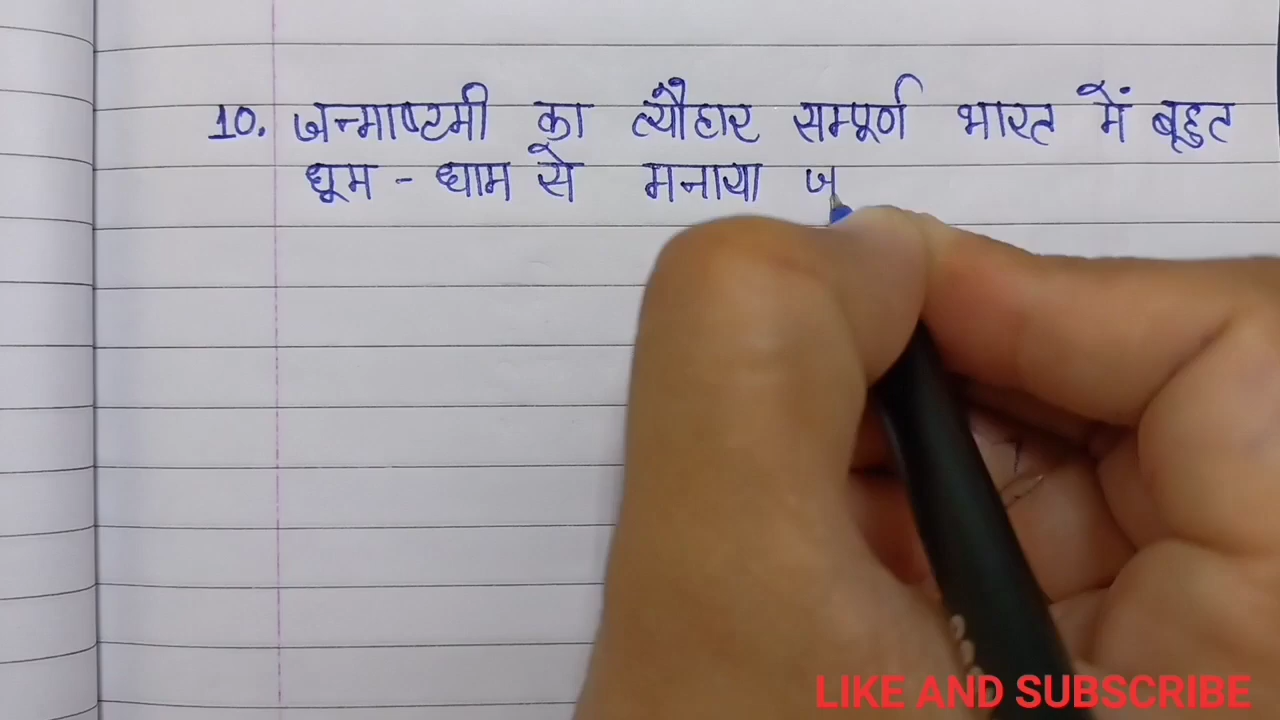 10. जन्माष्टमी का त्यौहार सम्पूर्ण भारत में बहुत
धूम - धाम से मनाया ज
LIKE AND SUBSCRIBE